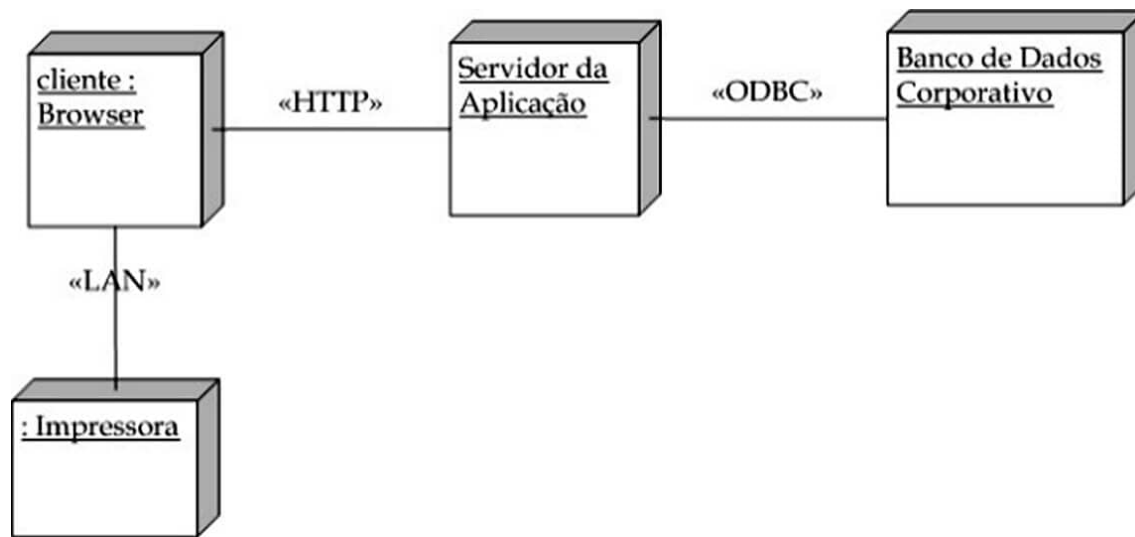 cliente :
Browser
«HTTP»
Servidor da
Aplicação
«ODBC»
Banco de Dados
Corporativo
«LAN»
: Impressora